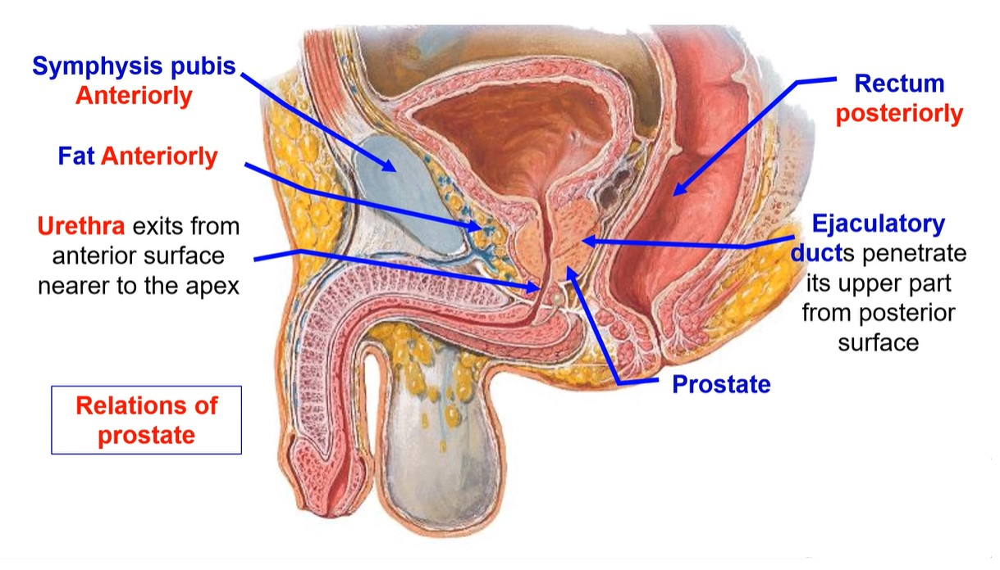 Symphysis pubis
Anteriorly
Fat Anteriorly
Urethra exits from
anterior surface
nearer to the apex
Relations of
prostate
Rectum
posteriorly
Ejaculatory
ducts penetrate
its upper part
from posterior
surface
Prostate